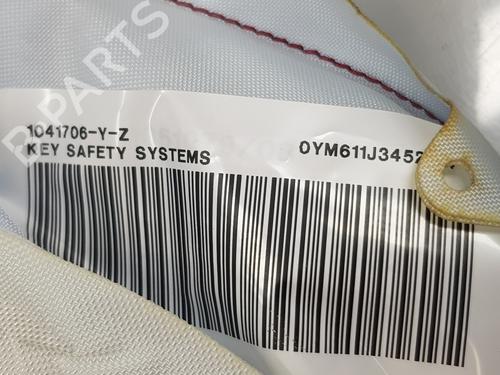 B-PARTS
1041706-Y-Z
KEY SAFETY SYSTEMS
0YM611J3452